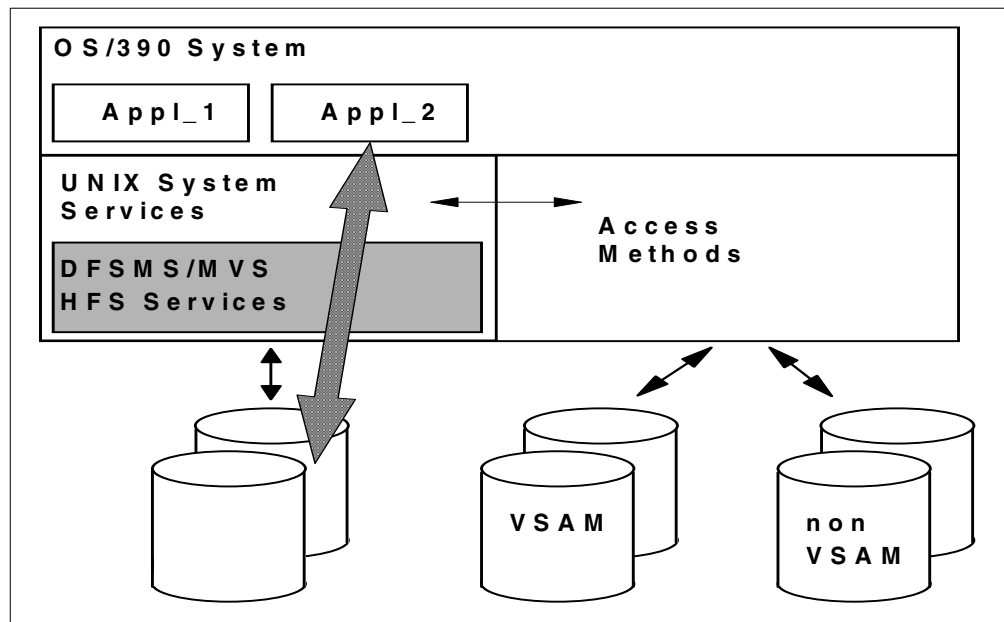 OS/390 System
Appl_1
Appl_2
UNIX System
Services
DFSMS/MVS
HFS Services
Access
Methods
VSAM
non
VSAM